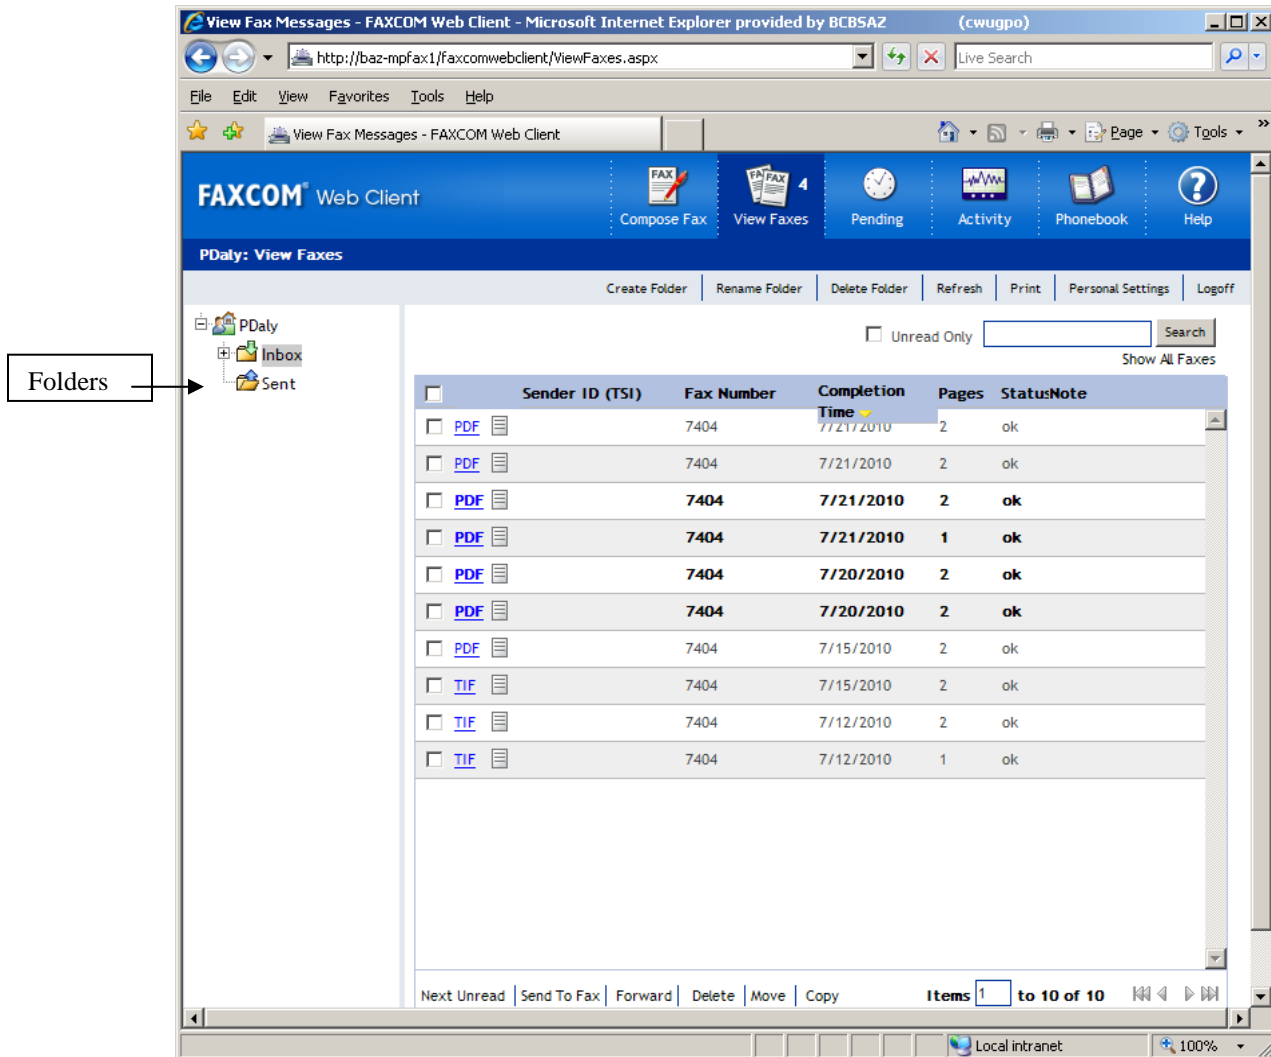 View Fax Messages - FAXCOM Web Client - Microsoft Internet Explorer provided by BCBSAZ (cwugpo)
http://baz-mpfax1/faxcomwebclient/ViewFaxes.aspx
Live Search
File Edit View Favorites Tools Help
View Fax Messages - FAXCOM Web Client
Page Tools »
FAXCOM® Web Client
Compose Fax
View Faxes 4
Pending
Activity
Phonebook
Help
PDaly: View Faxes
Create Folder Rename Folder Delete Folder Refresh Print Personal Settings Logoff
PDaly
Inbox
Sent
Folders
Unread Only Search
Show All Faxes
Sender ID (TSI) Fax Number Completion Time Pages Status Note
PDF 7404 7/21/2010 2 ok
PDF 7404 7/21/2010 2 ok
PDF 7404 7/21/2010 2 ok
PDF 7404 7/21/2010 1 ok
PDF 7404 7/20/2010 2 ok
PDF 7404 7/20/2010 2 ok
PDF 7404 7/15/2010 2 ok
TIF 7404 7/15/2010 2 ok
TIF 7404 7/12/2010 2 ok
TIF 7404 7/12/2010 1 ok
Next Unread Send To Fax Forward Delete Move Copy Items 1 to 10 of 10
Local intranet 100%